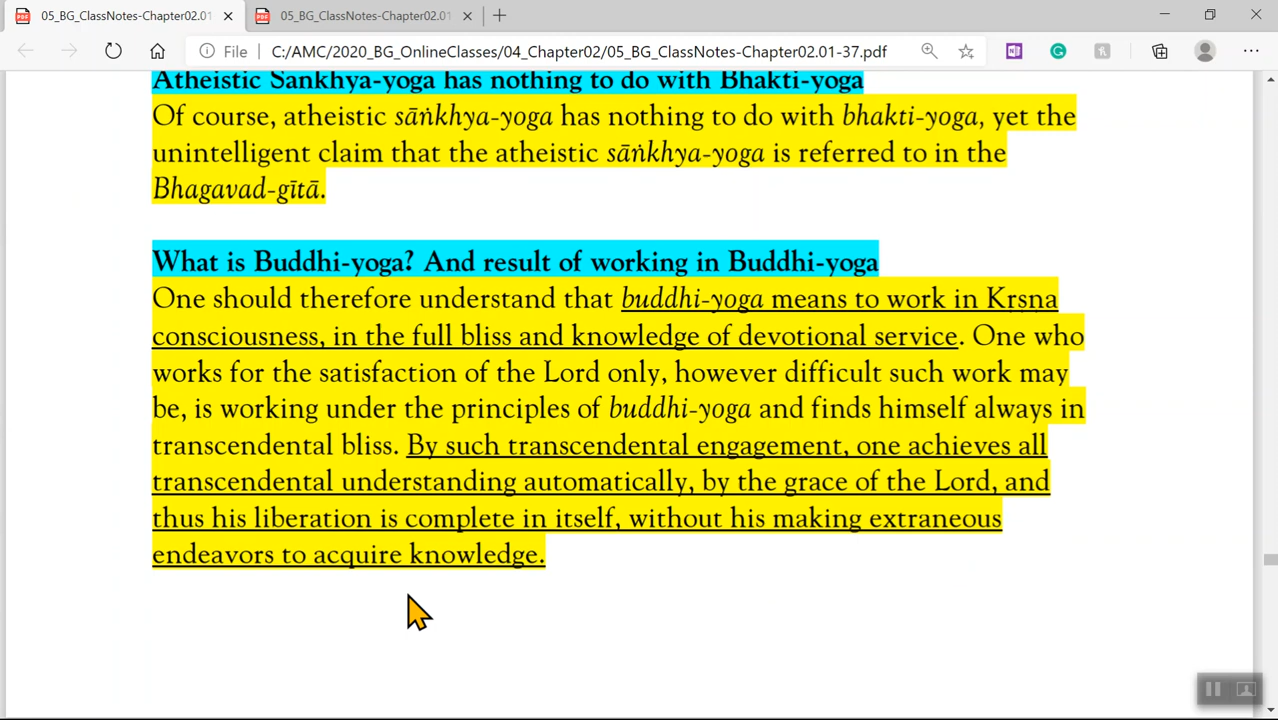 05_BG_ClassNotes-Chapter02.01
05_BG_ClassNotes-Chapter02.01
File C:/AMC/2020_BG_OnlineClasses/04_Chapter02/05_BG_ClassNotes-Chapter02.01-37.pdf
Atheistic Sankhya-yoga has nothing to do with Bhakti-yoga
Of course, atheistic sāṅkhya-yoga has nothing to do with bhakti-yoga, yet the
unintelligent claim that the atheistic sāṅkhya-yoga is referred to in the
Bhagavad-gītā.
What is Buddhi-yoga? And result of working in Buddhi-yoga
One should therefore understand that buddhi-yoga means to work in Kṛṣṇa
consciousness, in the full bliss and knowledge of devotional service. One who
works for the satisfaction of the Lord only, however difficult such work may
be, is working under the principles of buddhi-yoga and finds himself always in
transcendental bliss. By such transcendental engagement, one achieves all
transcendental understanding automatically, by the grace of the Lord, and
thus his liberation is complete in itself, without his making extraneous
endeavors to acquire knowledge.